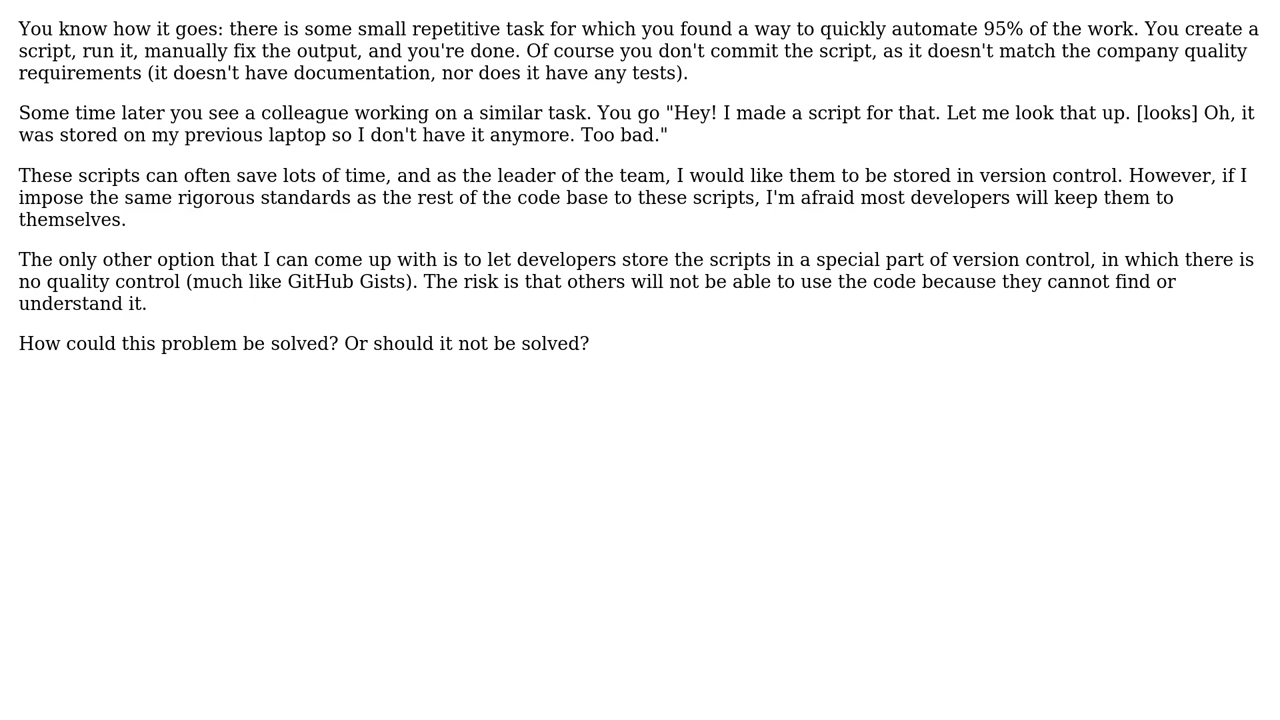 You know how it goes: there is some small repetitive task for which you found a way to quickly automate 95% of the work. You create a
script, run it, manually fix the output, and you're done. Of course you don't commit the script, as it doesn't match the company quality
requirements (it doesn't have documentation, nor does it have any tests).
Some time later you see a colleague working on a similar task. You go "Hey! I made a script for that. Let me look that up. [looks] Oh, it
was stored on my previous laptop so I don't have it anymore. Too bad."
These scripts can often save lots of time, and as the leader of the team, I would like them to be stored in version control. However, if I
impose the same rigorous standards as the rest of the code base to these scripts, I'm afraid most developers will keep them to
themselves.
The only other option that I can come up with is to let developers store the scripts in a special part of version control, in which there is
no quality control (much like GitHub Gists). The risk is that others will not be able to use the code because they cannot find or
understand it.
How could this problem be solved? Or should it not be solved?